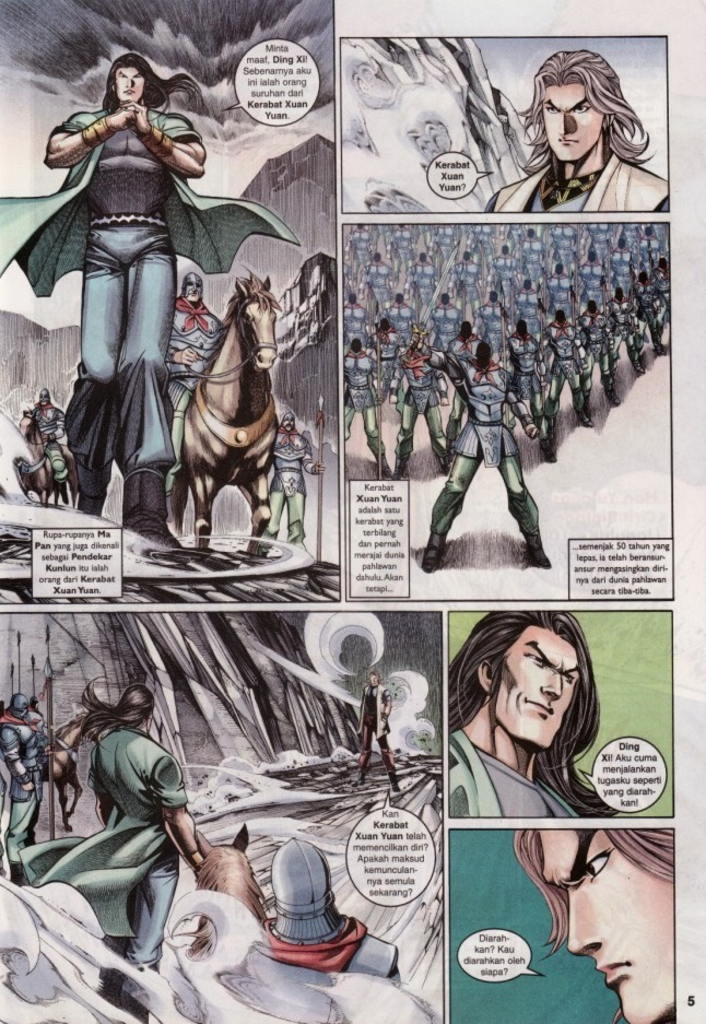 Minta
maaf, Ding Xi!
Sebenarnya aku
ini ialah orang
suruhan dari
Kerabat Xuan
Yuan.
Rupa-rupanya Ma
Pan yang juga dikenali
sebagai Pendekar
Kunlun itu ialah
orang dari Kerabat
Xuan Yuan.
Kerabat
Xuan
Yuan?
Kerabat
Xuan Yuan
adalah satu
kerabat yang
terbilang
dan pernah
merajai dunia
pahlawan
dahulu. Akan
tetapi...
...semenjak 50 tahun yang
lepas, ia telah beransur-
ansur mengasingkan diri-
nya dari dunia pahlawan
secara tiba-tiba.
Kan
Kerabat
Xuan Yuan telah
memencilkan diri?
Apakah maksud
kemunculan-
nya semula
sekarang?
Ding
Xi! Aku cuma
menjalankan
tugasku seperti
yang diarah-
kan!
Diarah-
kan? Kau
diarahkan oleh
siapa?
5